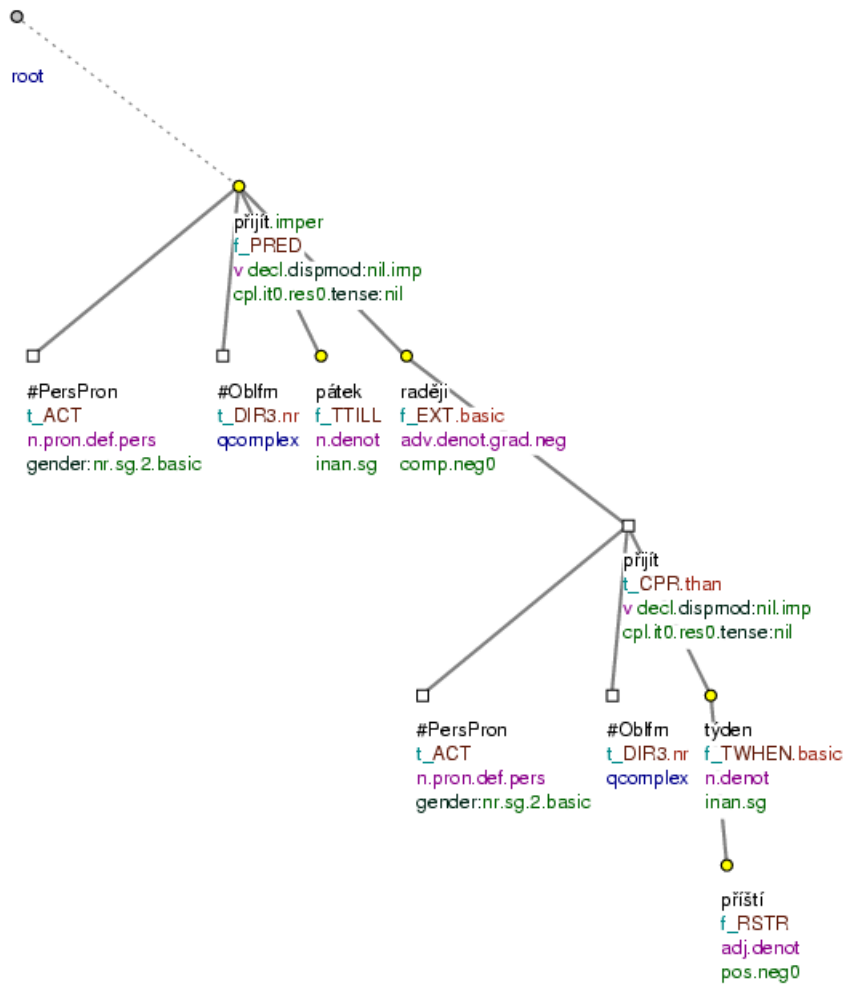 root
přijít.imper
f_PRED
v decl.dispmod:nil.imp
cpl.it0.res0.tense:nil
#PersPron
t_ACT
n.pron.def.pers
gender:nr.sg.2.basic
#Oblfm
t_DIR3.nr
qcomplex
pátek
f_TTILL
n.denot
inan.sg
raději
f_EXT.basic
adv.denot.grad.neg
comp.neg0
přijít
t_CPR.than
v decl.dispmod:nil.imp
cpl.it0.res0.tense:nil
#PersPron
t_ACT
n.pron.def.pers
gender:nr.sg.2.basic
#Oblfm
t_DIR3.nr
qcomplex
týden
f_TWHEN.basic
n.denot
inan.sg
příští
f_RSTR
adj.denot
pos.neg0